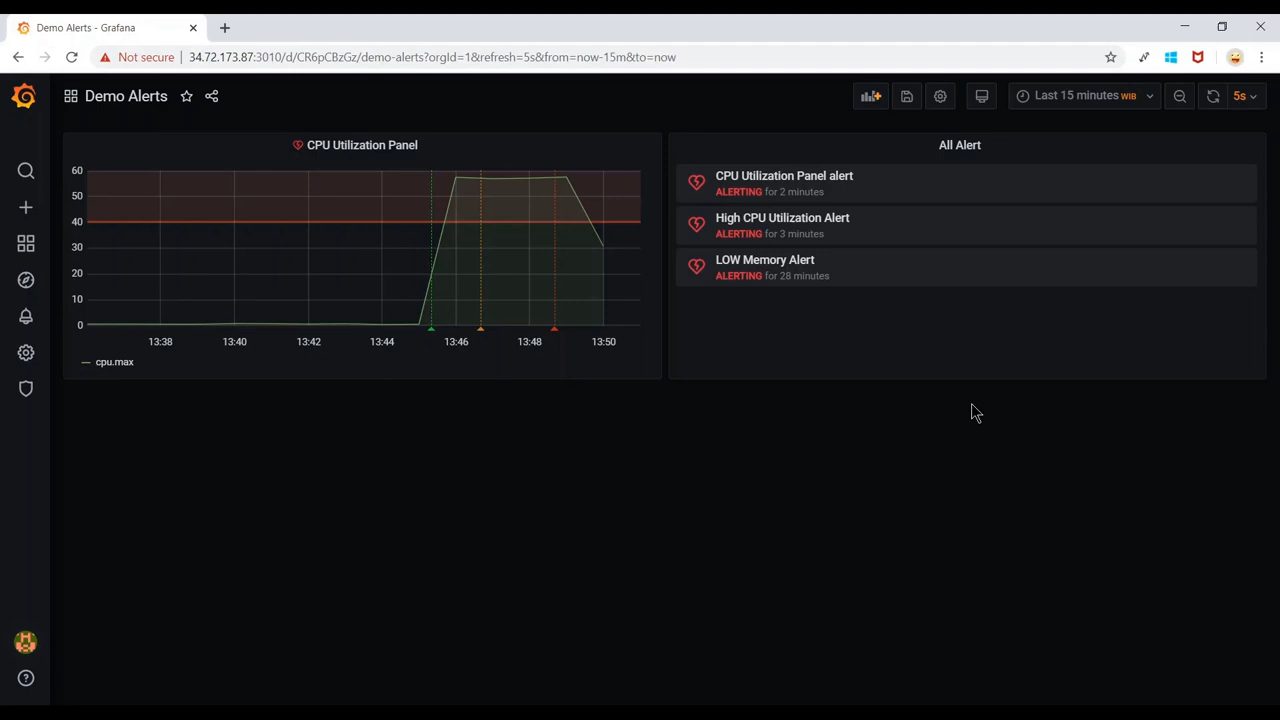 Demo Alerts - Grafana
Not secure | 34.72.173.87:3010/d/CR6pCBzGz/demo-alerts?orgId=1&refresh=5s&from=now-15m&to=now
Demo Alerts
Last 15 minutes WIB
5s
CPU Utilization Panel
60
50
40
30
20
10
0
13:38 13:40 13:42 13:44 13:46 13:48 13:50
cpu.max
All Alert
CPU Utilization Panel alert
ALERTING for 2 minutes
High CPU Utilization Alert
ALERTING for 3 minutes
LOW Memory Alert
ALERTING for 28 minutes